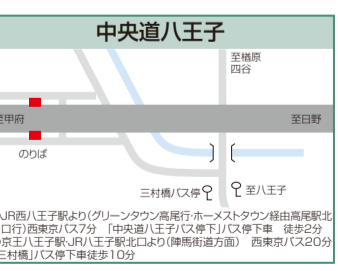 中央道八王子
至楢原
四谷
至甲府
至日野
のりば
三村橋バス停
至八王子
JR西八王子駅より(グリーンタウン高尾行・ホーメストタウン経由高尾駅北
口行)西東京バス7分 「中央道八王子バス停下」バス停下車 徒歩2分
京王八王子駅・JR八王子駅北口より(陣馬街道方面) 西東京バス20分
三村橋」バス停下車徒歩10分